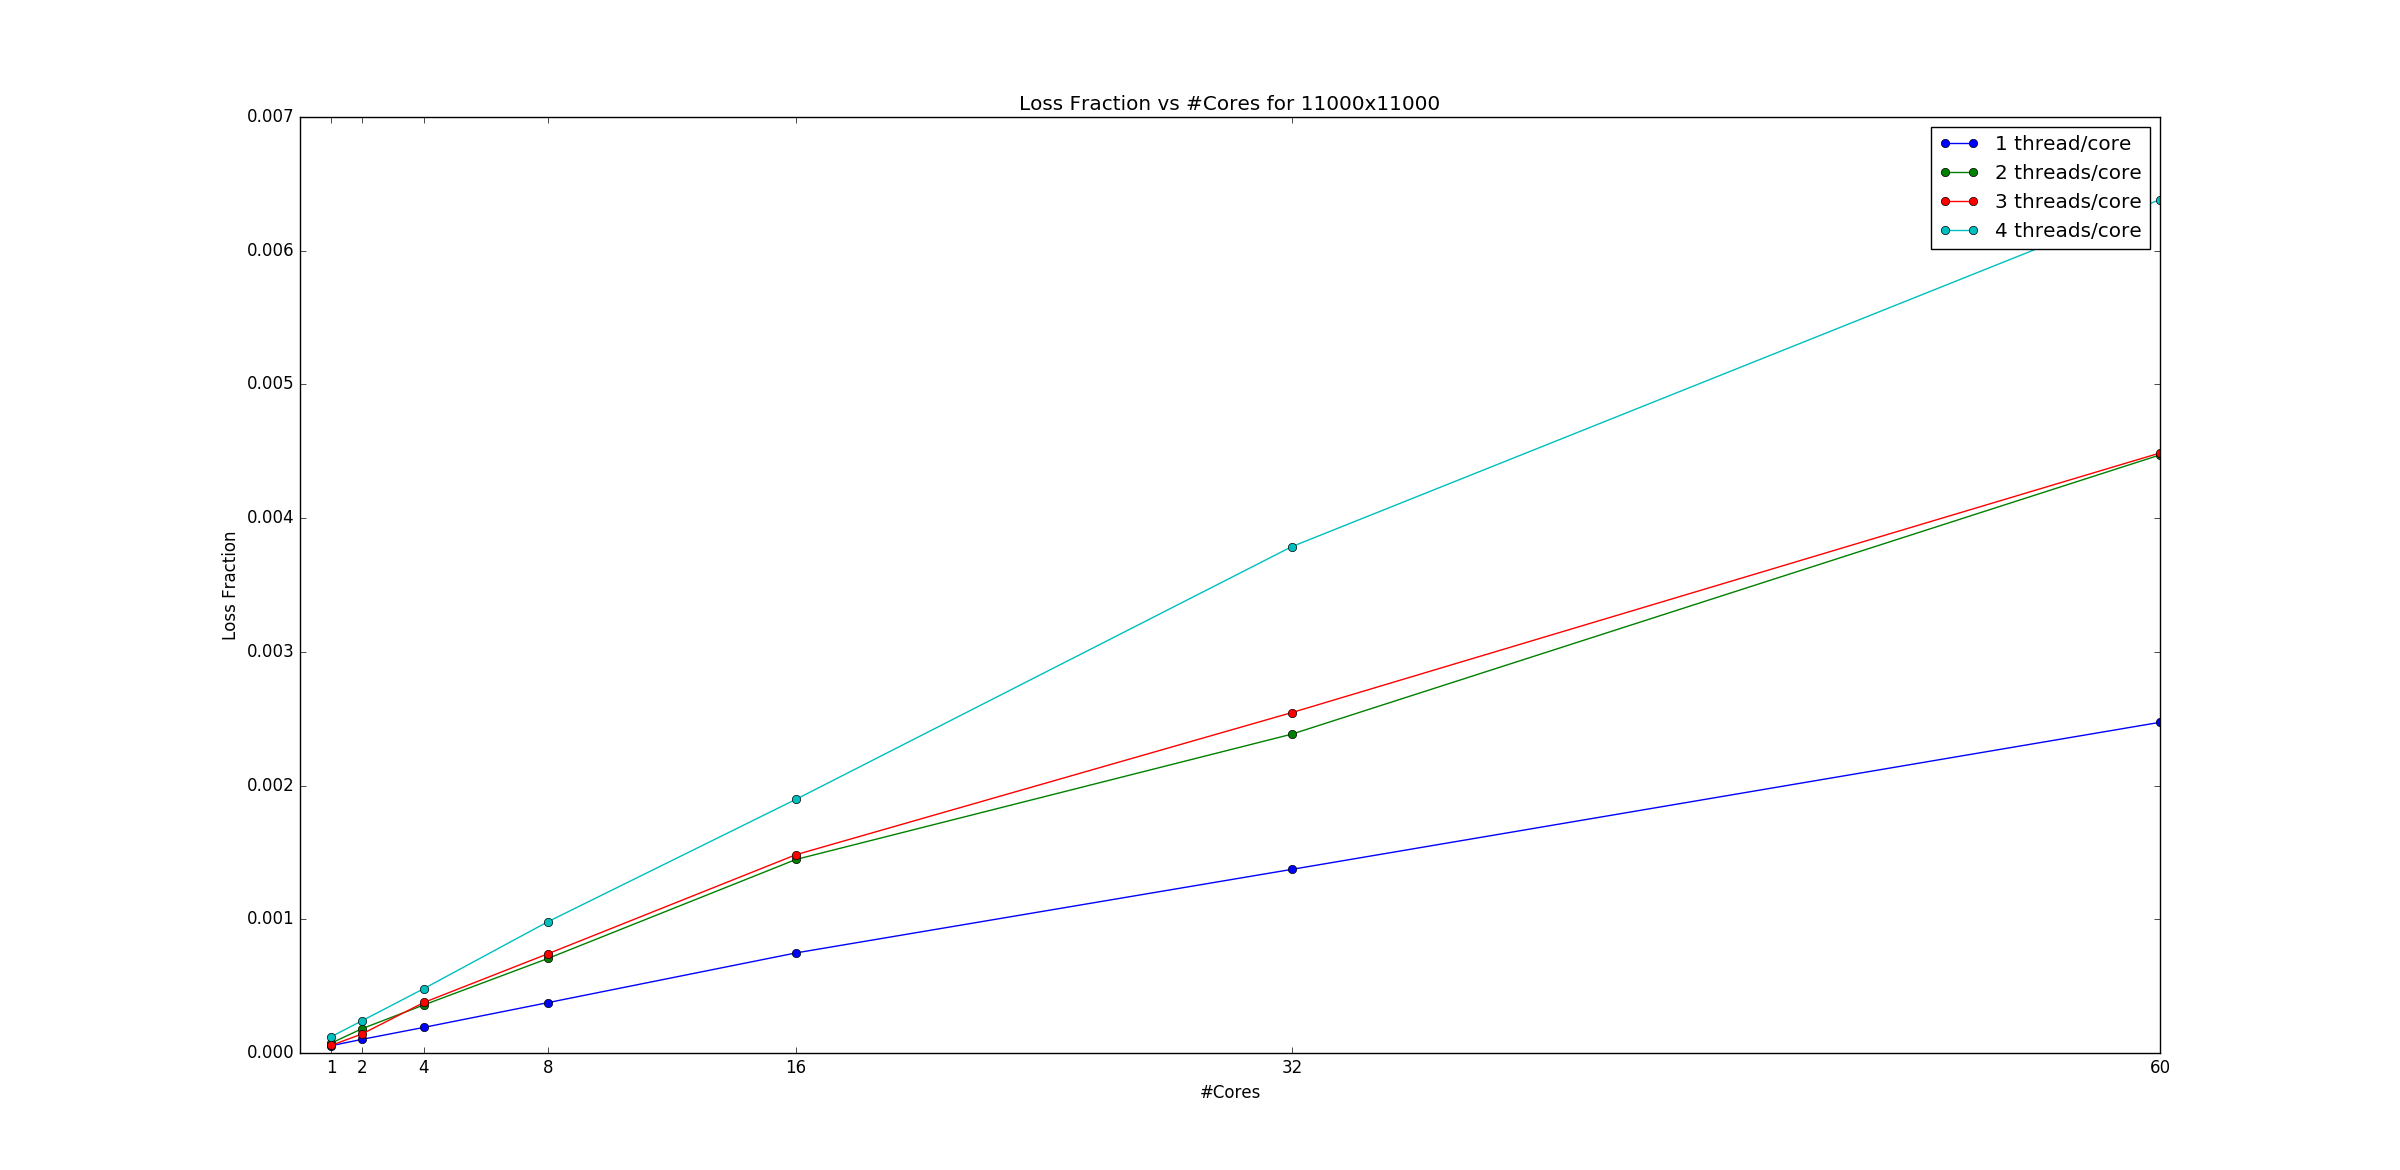 Loss Fraction vs #Cores for 11000x11000
0.007
0.006
0.005
0.004
0.003
0.002
0.001
0.000
Loss Fraction
1 thread/core
2 threads/core
3 threads/core
4 threads/core
1 2 4 8 16 32 60
#Cores